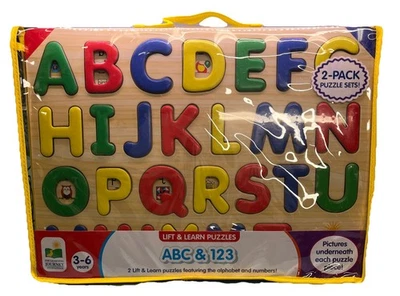 ABCDEFG
2-PACK
PUZZLE SETS!
HIJKLMN
OPQRSTU
LIFT & LEARN PUZZLES
ABC & 123
2 Lift & Learn puzzles featuring the alphabet and numbers!
3-6
years
Pictures
underneath
each puzzle
piece!